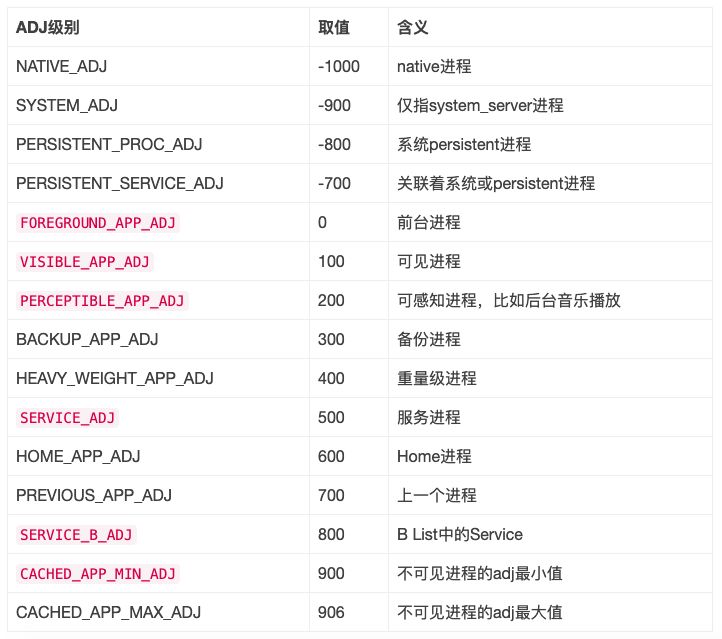 ADJ级别 取值 含义
NATIVE_ADJ -1000 native进程
SYSTEM_ADJ -900 仅指system_server进程
PERSISTENT_PROC_ADJ -800 系统persistent进程
PERSISTENT_SERVICE_ADJ -700 关联着系统或persistent进程
FOREGROUND_APP_ADJ 0 前台进程
VISIBLE_APP_ADJ 100 可见进程
PERCEPTIBLE_APP_ADJ 200 可感知进程，比如后台音乐播放
BACKUP_APP_ADJ 300 备份进程
HEAVY_WEIGHT_APP_ADJ 400 重量级进程
SERVICE_ADJ 500 服务进程
HOME_APP_ADJ 600 Home进程
PREVIOUS_APP_ADJ 700 上一个进程
SERVICE_B_ADJ 800 B List中的Service
CACHED_APP_MIN_ADJ 900 不可见进程的adj最小值
CACHED_APP_MAX_ADJ 906 不可见进程的adj最大值